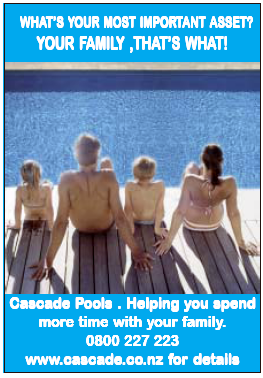 WHAT'S YOUR MOST IMPORTANT ASSET?
YOUR FAMILY ,THAT'S WHAT!
Cascade Pools . Helping you spend
more time with your family.
0800 227 223
www.cascade.co.nz for details